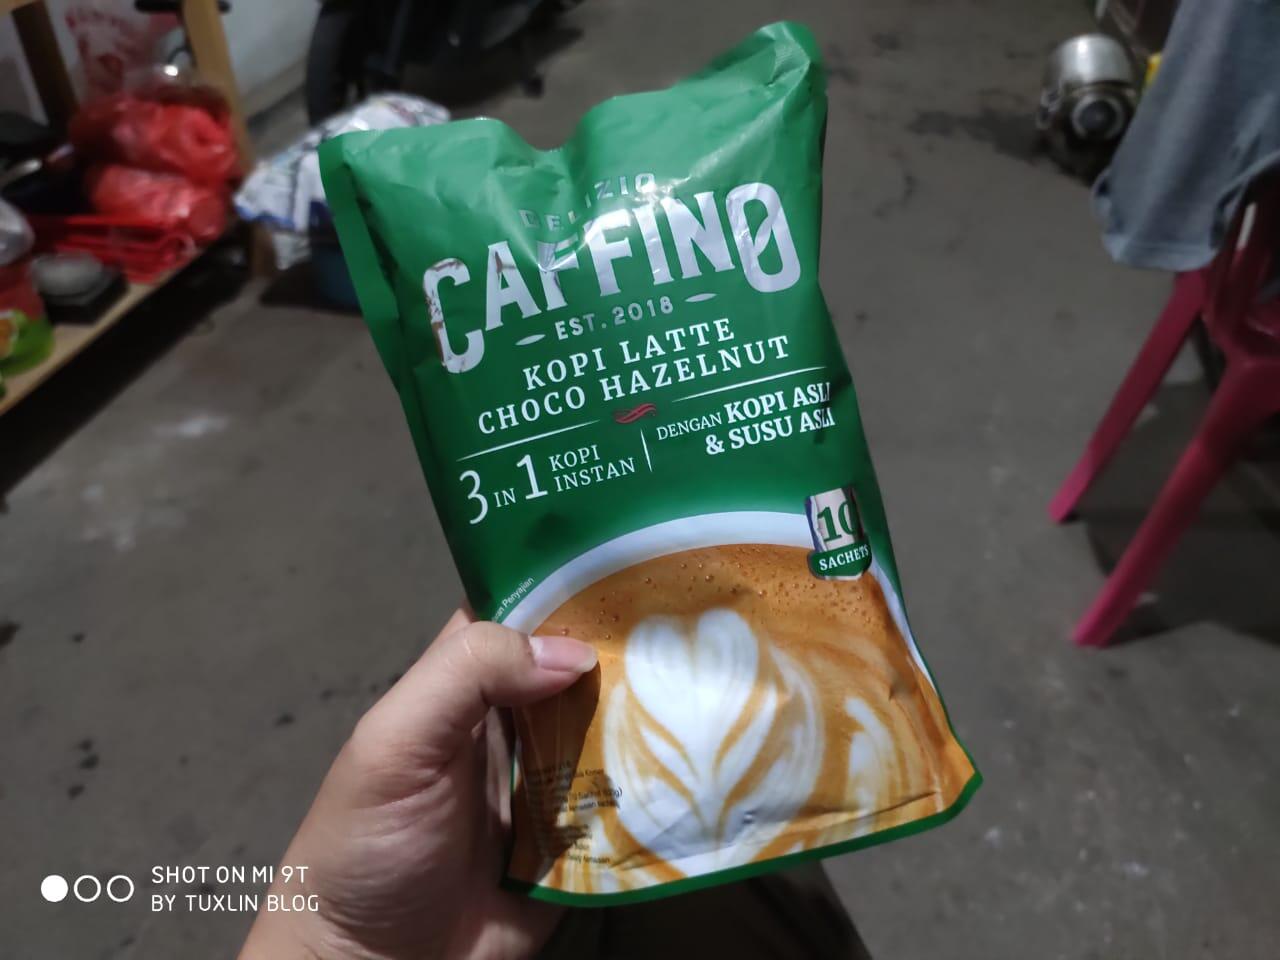 DELIZIO
CAFFINO
EST. 2018
KOPI LATTE
CHOCO HAZELNUT
3 IN 1 KOPI INSTAN
DENGAN KOPI ASLI
& SUSU ASLI
10
SACHETS
Penyajian
SHOT ON MI 9T
BY TUXLIN BLOG